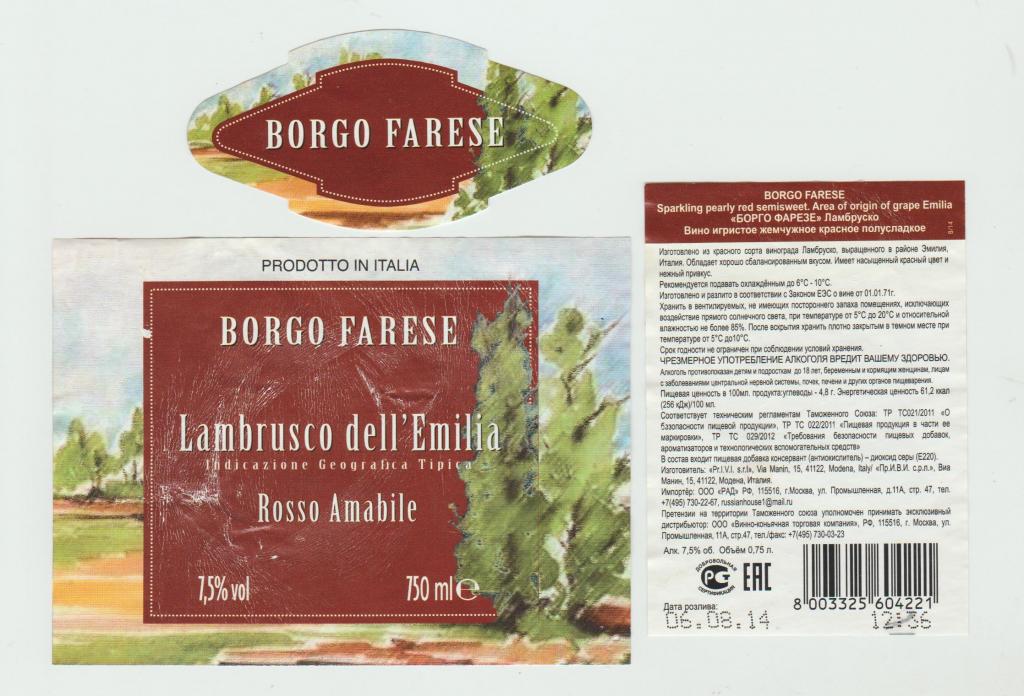 BORGO FARESE
PRODOTTO IN ITALIA
BORGO FARESE
Lambrusco dell'Emilia
Indicazione Geografica Tipica
Rosso Amabile
7,5% vol
750 ml ℮
BORGO FARESE
Sparkling pearly red semisweet. Area of origin of grape Emilia
«БОРГО ФАРЕЗЕ» Ламбруско
Вино игристое жемчужное красное полусладкое
8/14
Изготовлено из красного сорта винограда Ламбруско, выращенного в районе Эмилия,
Италия. Обладает хорошо сбалансированным вкусом. Имеет насыщенный красный цвет и
нежный привкус.
Рекомендуется подавать охлаждённым до 6°С - 10°С.
Изготовлено и разлито в соответствии с Законом ЕЭС о вине от 01.01.71г.
Хранить в вентилируемых, не имеющих постороннего запаха помещениях, исключающих
воздействие прямого солнечного света, при температуре от 5°С до 20°С и относительной
влажностью не более 85%. После вскрытия хранить плотно закрытым в темном месте при
температуре от 5°С до10°С.
Срок годности не ограничен при соблюдении условий хранения.
ЧРЕЗМЕРНОЕ УПОТРЕБЛЕНИЕ АЛКОГОЛЯ ВРЕДИТ ВАШЕМУ ЗДОРОВЬЮ.
Алкоголь противопоказан детям и подросткам до 18 лет, беременным и кормящим женщинам, лицам
с заболеваниями центральной нервной системы, почек, печени и других органов пищеварения.
Пищевая ценность в 100мл. продукта:углеводы - 4,8 г. Энергетическая ценность 61,2 ккал
(256 кДж)/100 мл.
Соответствует техническим регламентам Таможенного Союза: ТР ТС021/2011 «О
безопасности пищевой продукции», ТР ТС 022/2011 «Пищевая продукция в части ее
маркировки», ТР ТС 029/2012 «Требования безопасности пищевых добавок,
ароматизаторов и технологических вспомогательных средств»
В состав входит пищевая добавка консервант (антиокислитель) – диоксид серы (Е220).
Изготовитель: «Pr.I.V.I. s.r.l», Via Manin, 15, 41122, Modena, Italy/ «Пр.И.В.И. с.р.л.», Виа
Манин, 15, 41122, Модена, Италия.
Импортёр: ООО «РАД» РФ, 115516, г.Москва, ул. Промышленная, д.11А, стр. 47, тел.
+7(495) 730-22-67, russianhouse1@mail.ru
Претензии на территории Таможенного союза уполномочен принимать эксклюзивный
дистрибьютор: ООО «Винно-коньячная торговая компания», РФ, 115516, г. Москва, ул.
Промышленная, 11А, стр.47, тел./факс: +7(495) 730-03-23
Алк. 7,5% об. Объём 0,75 л.
ДОБРОВОЛЬНАЯ
СЕРТИФИКАЦИЯ
EAC
8 003325 604221
Дата розлива:
06.08.14 12:36